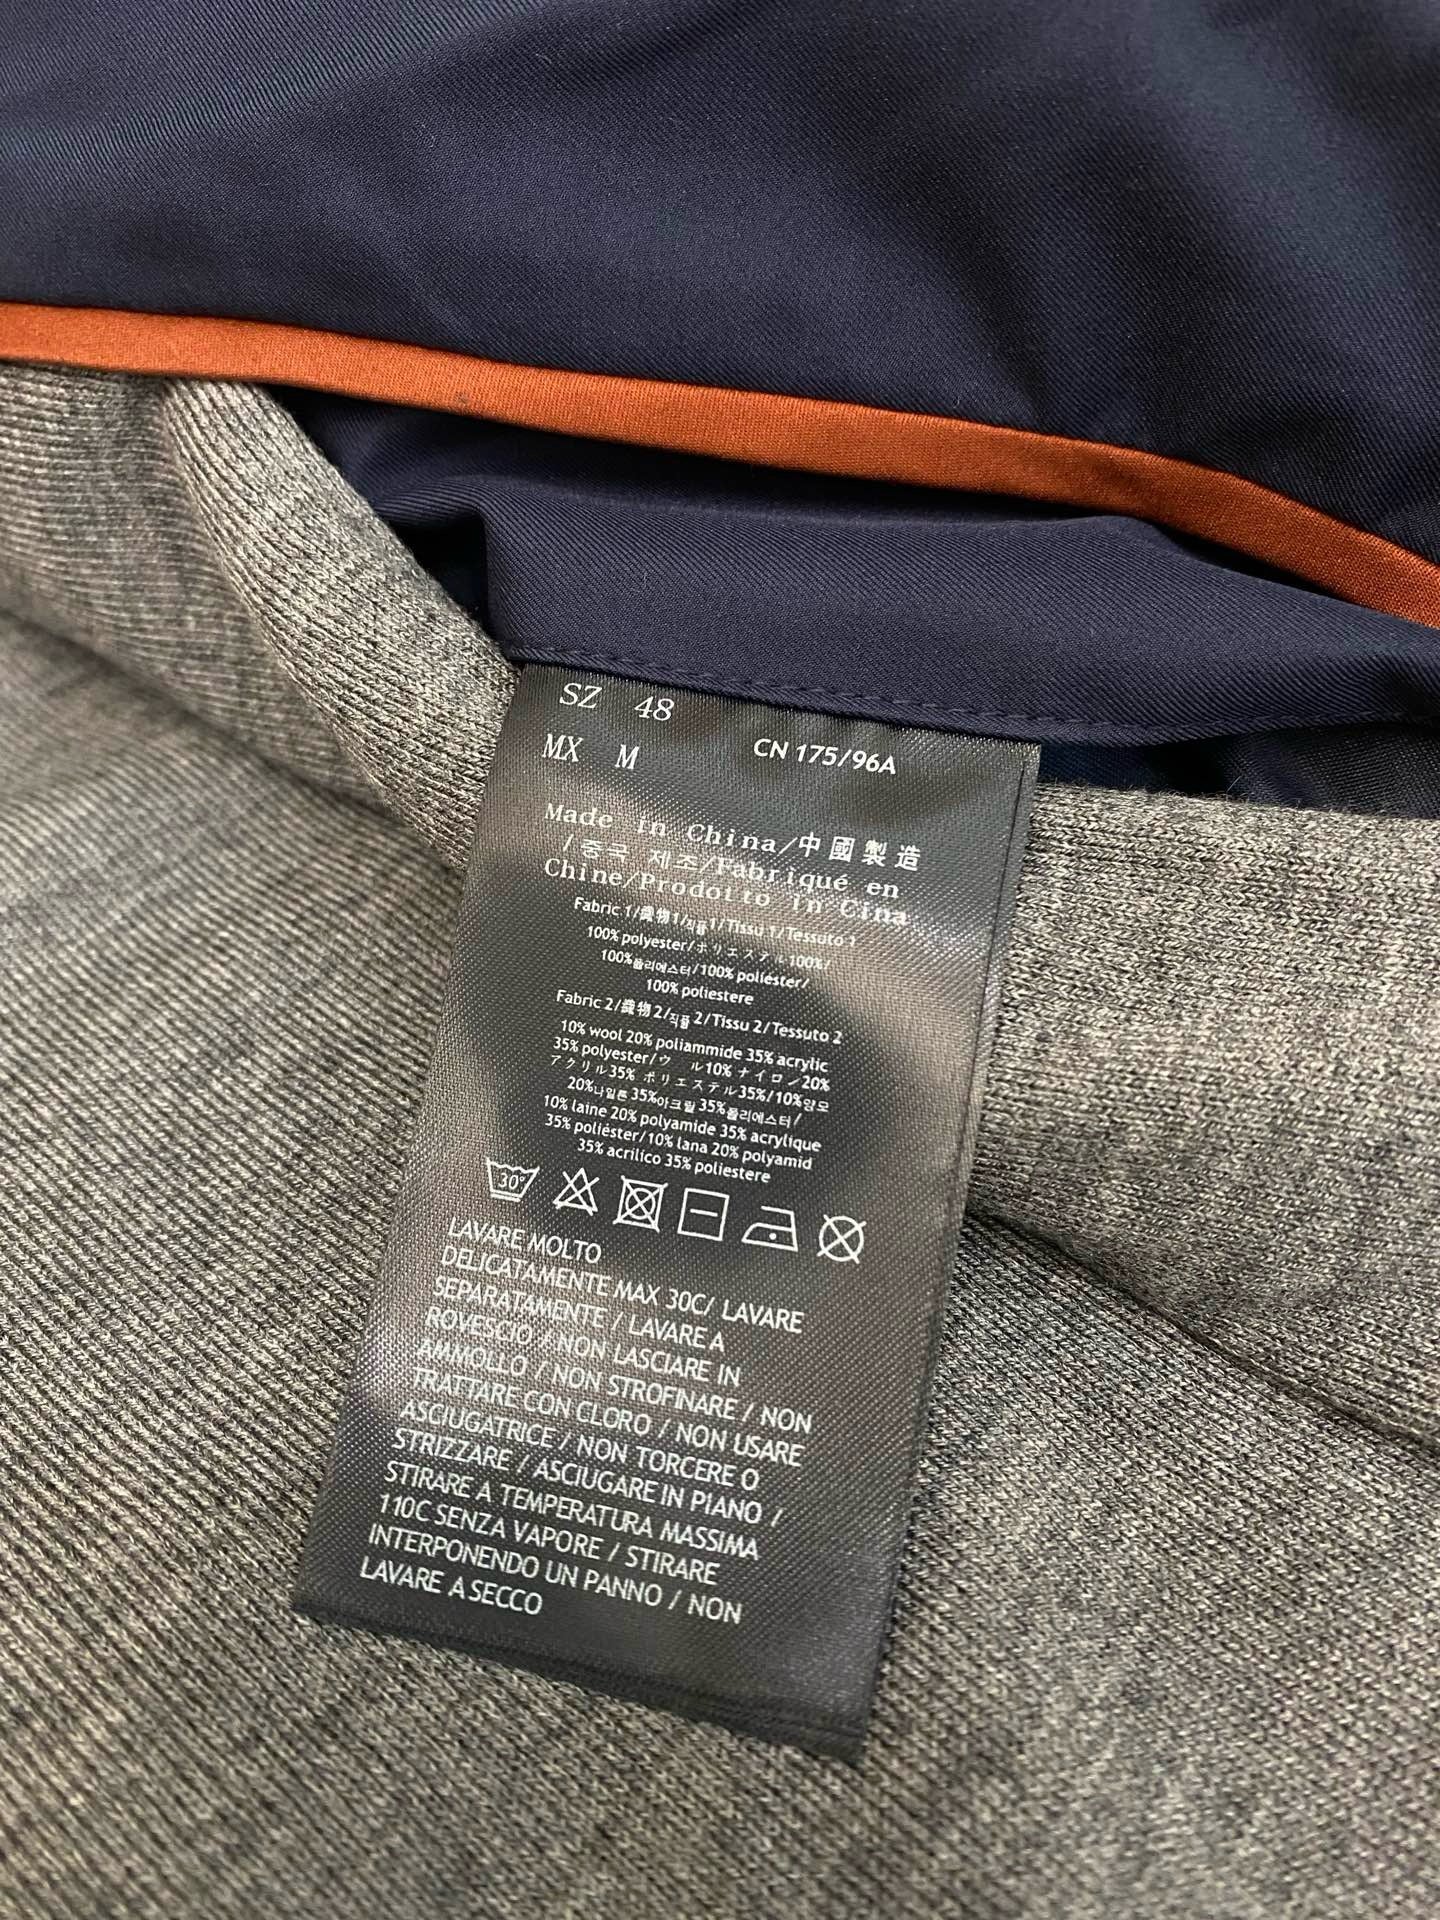 SZ 48
MX M
CN 175/96A
Made in China/中國製造
/중국 제조/Fabriqué en
Chine/Prodotto in Cina
Fabric 1/織物1/직물1/Tissu 1/Tessuto 1
100% polyester/ポリエステル100%/
100%폴리에스터/100% poliester/
100% poliestere
Fabric 2/織物2/직물2/Tissu 2/Tessuto 2
10% wool 20% poliammide 35% acrylic
35% polyester/ウール10% ナイロン20%
アクリル35% ポリエステル35%/10%양모
20%나일론 35%아크릴 35%폴리에스터/
10% laine 20% polyamide 35% acrylique
35% poliéster/10% lana 20% polyamid
35% acrilico 35% poliestere
30°
LAVARE MOLTO
DELICATAMENTE MAX 30C/ LAVARE
SEPARATAMENTE / LAVARE A
ROVESCIO / NON LASCIARE IN
AMMOLLO / NON STROFINARE / NON
TRATTARE CON CLORO / NON USARE
ASCIUGATRICE / NON TORCERE O
STRIZZARE / ASCIUGARE IN PIANO /
STIRARE A TEMPERATURA MASSIMA
110C SENZA VAPORE / STIRARE
INTERPONENDO UN PANNO / NON
LAVARE A SECCO